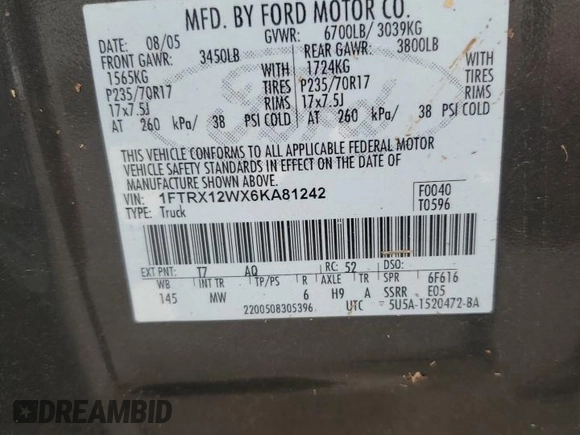 MFD. BY FORD MOTOR CO.
DATE: 08/05 GVWR: 6700LB/ 3039KG
FRONT GAWR: 3450LB REAR GAWR: 3800LB
1565KG WITH 1724KG WITH
P235/70R17 TIRES P235/70R17 TIRES
17x7.5J RIMS 17x7.5J RIMS
AT 260 kPa/ 38 PSI COLD AT 260 kPa/ 38 PSI COLD
Ford
THIS VEHICLE CONFORMS TO ALL APPLICABLE FEDERAL MOTOR
VEHICLE SAFETY STANDARDS IN EFFECT ON THE DATE OF
MANUFACTURE SHOWN ABOVE.
VIN: 1FTRX12WX6KA81242 F0040
TYPE: Truck T0596
EXT PNT: T7 AQ RC: 52 DSO:
WB INT TR TP/PS R AXLE TR SPR 6F616
145 MW 6 H9 A SSRR E05
2200508305396 UTC 5U5A-1520472-BA
DREAMBID